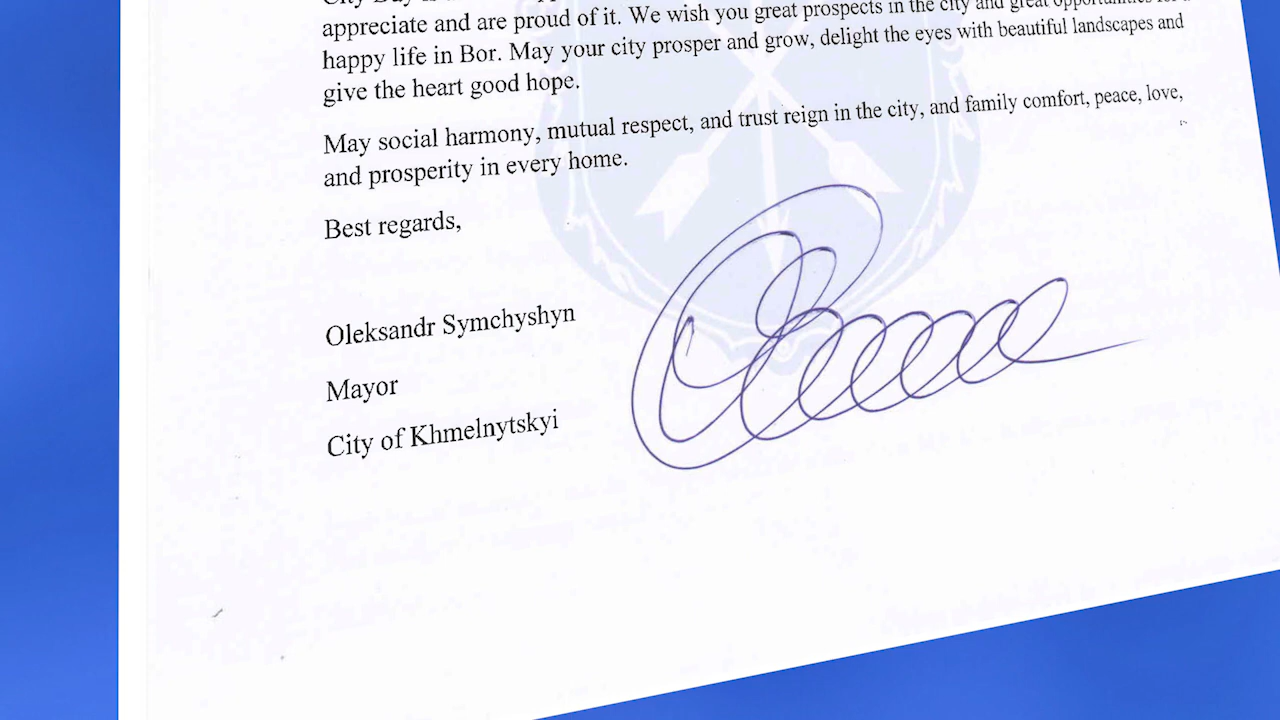 appreciate and are proud of it. We wish you great prospects in the city and great opportunities for a
happy life in Bor. May your city prosper and grow, delight the eyes with beautiful landscapes and
give the heart good hope.
May social harmony, mutual respect, and trust reign in the city, and family comfort, peace, love,
and prosperity in every home.
Best regards,
Oleksandr Symchyshyn
Mayor
City of Khmelnytskyi